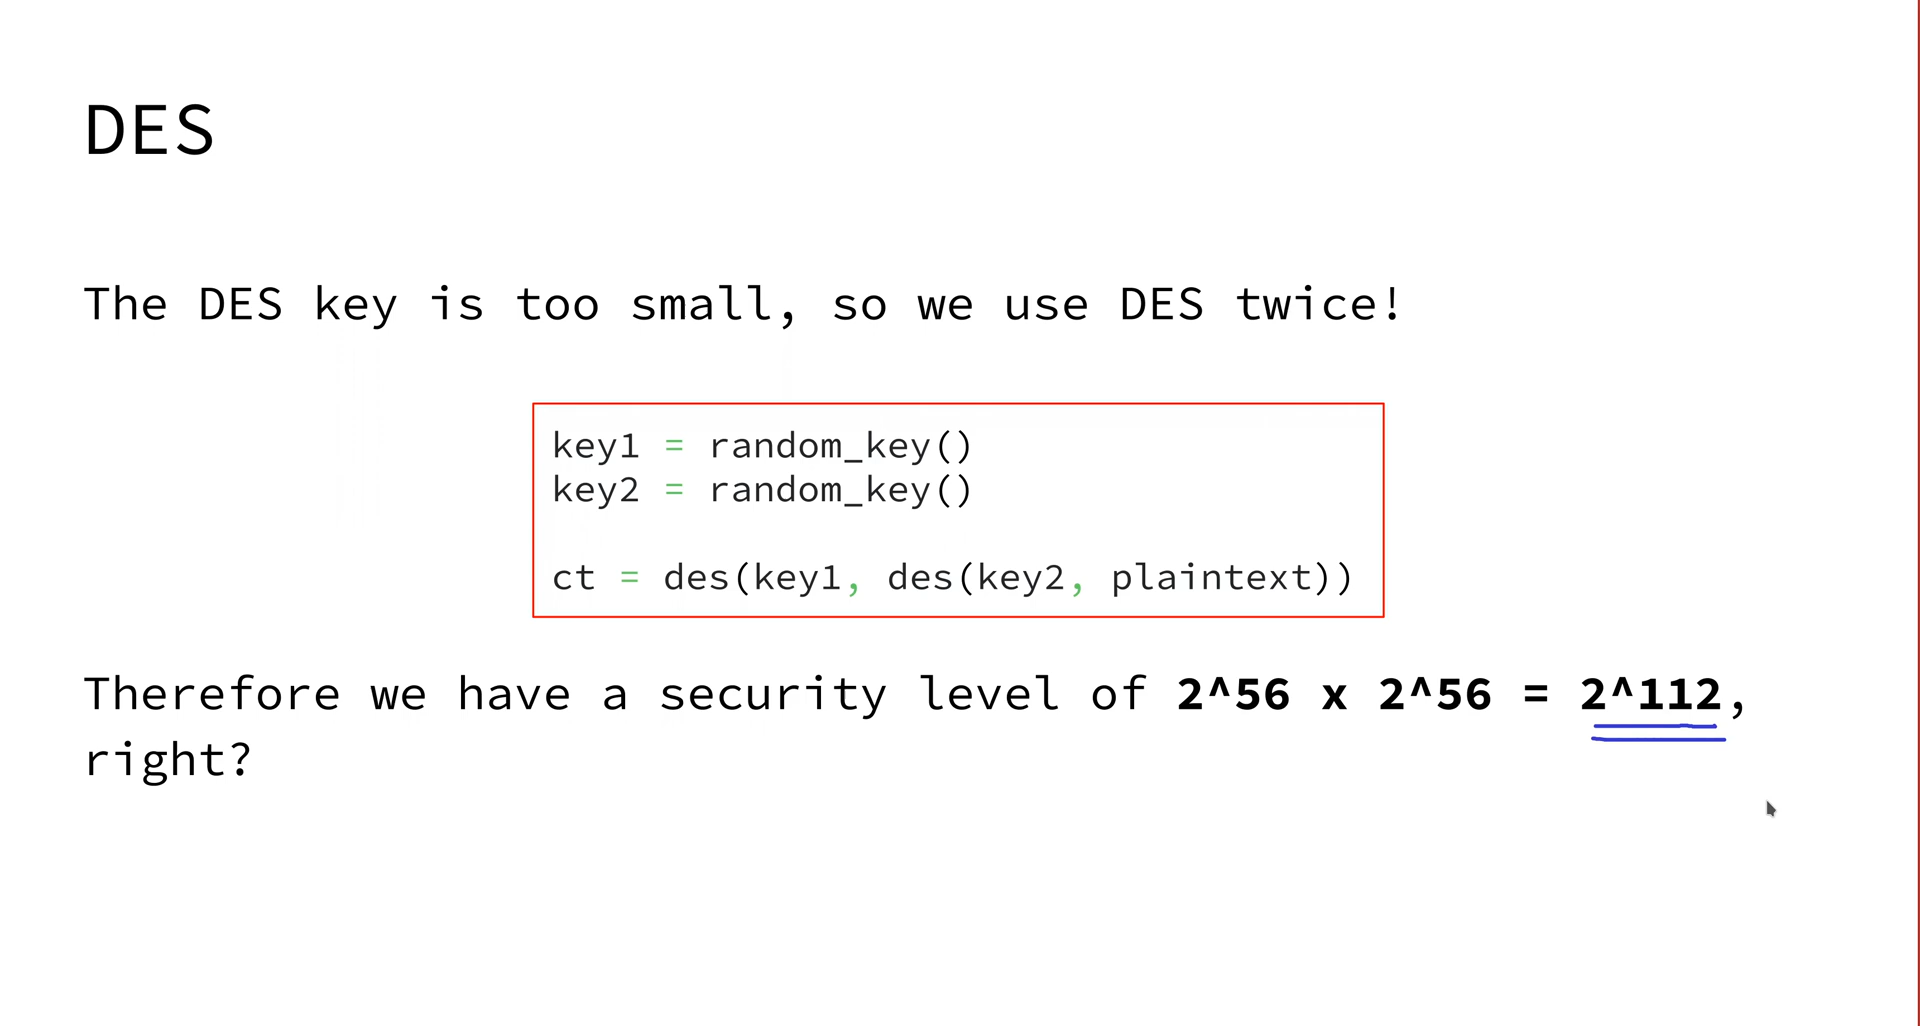 DES
The DES key is too small, so we use DES twice!
key1 = random_key()
key2 = random_key()
ct = des(key1, des(key2, plaintext))
Therefore we have a security level of 2^56 x 2^56 = 2^112,
right?